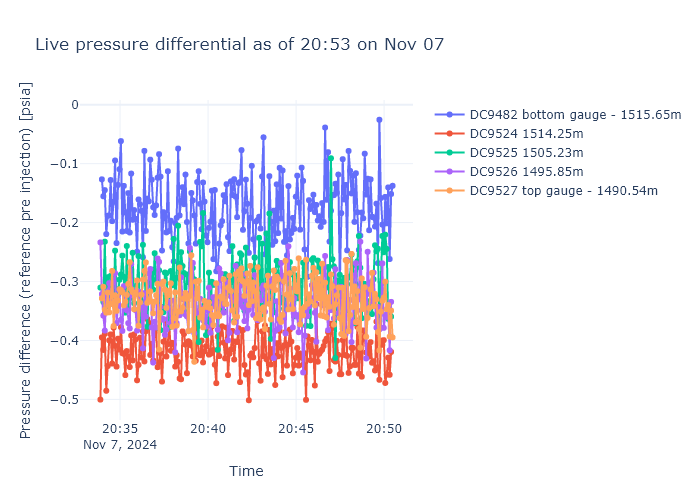 Live pressure differential as of 20:53 on Nov 07
Pressure difference (reference pre injection) [psia]
0
−0.1
−0.2
−0.3
−0.4
−0.5
20:35
Nov 7, 2024
20:40
20:45
20:50
Time
DC9482 bottom gauge - 1515.65m
DC9524 1514.25m
DC9525 1505.23m
DC9526 1495.85m
DC9527 top gauge - 1490.54m